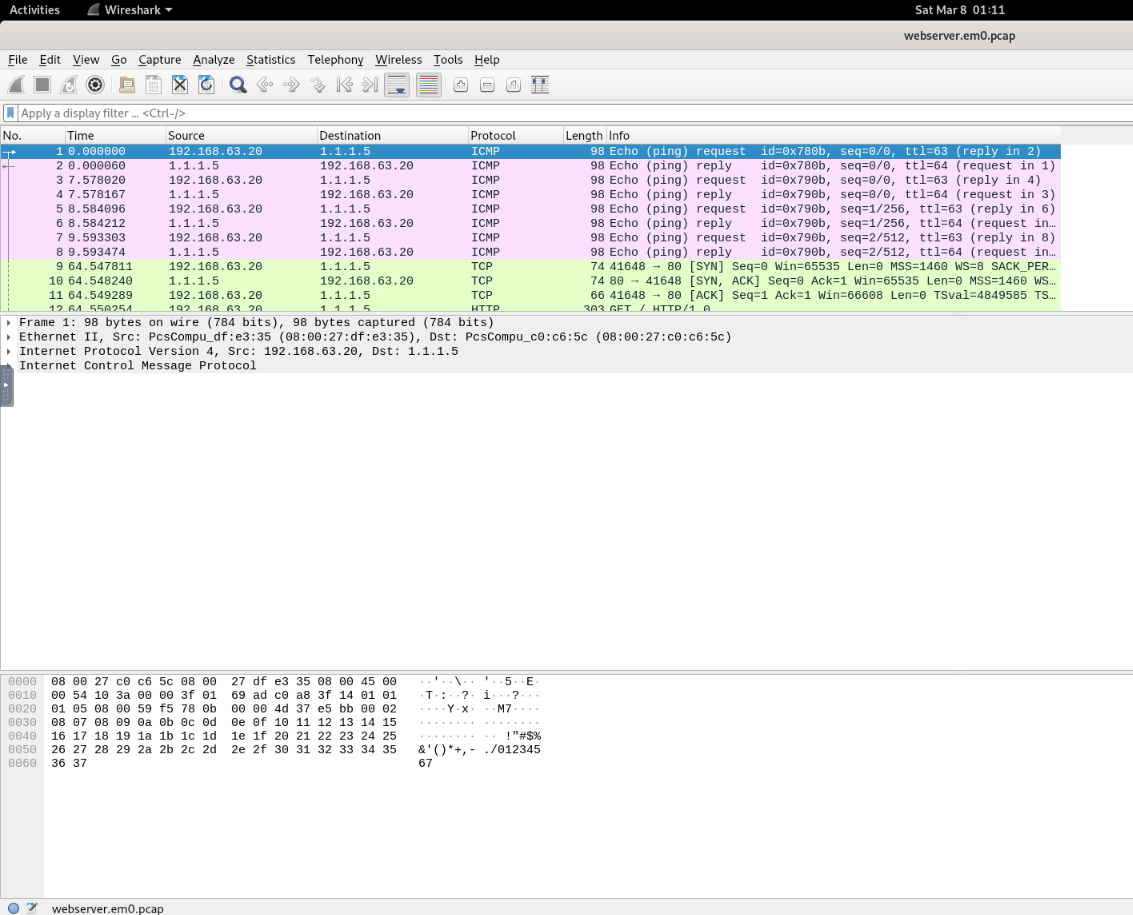 Activities Wireshark Sat Mar 8 01:11
webserver.em0.pcap
File Edit View Go Capture Analyze Statistics Telephony Wireless Tools Help
Apply a display filter ... <Ctrl-/>
No. Time Source Destination Protocol Length Info
1 0.000000 192.168.63.20 1.1.1.5 ICMP 98 Echo (ping) request id=0x780b, seq=0/0, ttl=63 (reply in 2)
2 0.000060 1.1.1.5 192.168.63.20 ICMP 98 Echo (ping) reply id=0x780b, seq=0/0, ttl=64 (request in 1)
3 7.578020 192.168.63.20 1.1.1.5 ICMP 98 Echo (ping) request id=0x790b, seq=0/0, ttl=63 (reply in 4)
4 7.578167 1.1.1.5 192.168.63.20 ICMP 98 Echo (ping) reply id=0x790b, seq=0/0, ttl=64 (request in 3)
5 8.584096 192.168.63.20 1.1.1.5 ICMP 98 Echo (ping) request id=0x790b, seq=1/256, ttl=63 (reply in 6)
6 8.584212 1.1.1.5 192.168.63.20 ICMP 98 Echo (ping) reply id=0x790b, seq=1/256, ttl=64 (request in…
7 9.593303 192.168.63.20 1.1.1.5 ICMP 98 Echo (ping) request id=0x790b, seq=2/512, ttl=63 (reply in 8)
8 9.593474 1.1.1.5 192.168.63.20 ICMP 98 Echo (ping) reply id=0x790b, seq=2/512, ttl=64 (request in…
9 64.547811 192.168.63.20 1.1.1.5 TCP 74 41648 → 80 [SYN] Seq=0 Win=65535 Len=0 MSS=1460 WS=8 SACK_PER…
10 64.548240 1.1.1.5 192.168.63.20 TCP 74 80 → 41648 [SYN, ACK] Seq=0 Ack=1 Win=65535 Len=0 MSS=1460 WS…
11 64.549289 192.168.63.20 1.1.1.5 TCP 66 41648 → 80 [ACK] Seq=1 Ack=1 Win=66608 Len=0 TSval=4849585 TS…
12 64.550254 192.168.63.20 1.1.1.5 HTTP 303 GET / HTTP/1.0
Frame 1: 98 bytes on wire (784 bits), 98 bytes captured (784 bits)
Ethernet II, Src: PcsCompu_df:e3:35 (08:00:27:df:e3:35), Dst: PcsCompu_c0:c6:5c (08:00:27:c0:c6:5c)
Internet Protocol Version 4, Src: 192.168.63.20, Dst: 1.1.1.5
Internet Control Message Protocol
0000 08 00 27 c0 c6 5c 08 00 27 df e3 35 08 00 45 00 ··'··\·· '··5··E·
0010 00 54 10 3a 00 00 3f 01 69 ad c0 a8 3f 14 01 01 ·T·:··?· i···?···
0020 01 05 08 00 59 f5 78 0b 00 00 4d 37 e5 bb 00 02 ····Y·x· ··M7····
0030 08 07 08 09 0a 0b 0c 0d 0e 0f 10 11 12 13 14 15 ········ ········
0040 16 17 18 19 1a 1b 1c 1d 1e 1f 20 21 22 23 24 25 ········ ·· !"#$%
0050 26 27 28 29 2a 2b 2c 2d 2e 2f 30 31 32 33 34 35 &'()*+,- ./012345
0060 36 37 67
webserver.em0.pcap